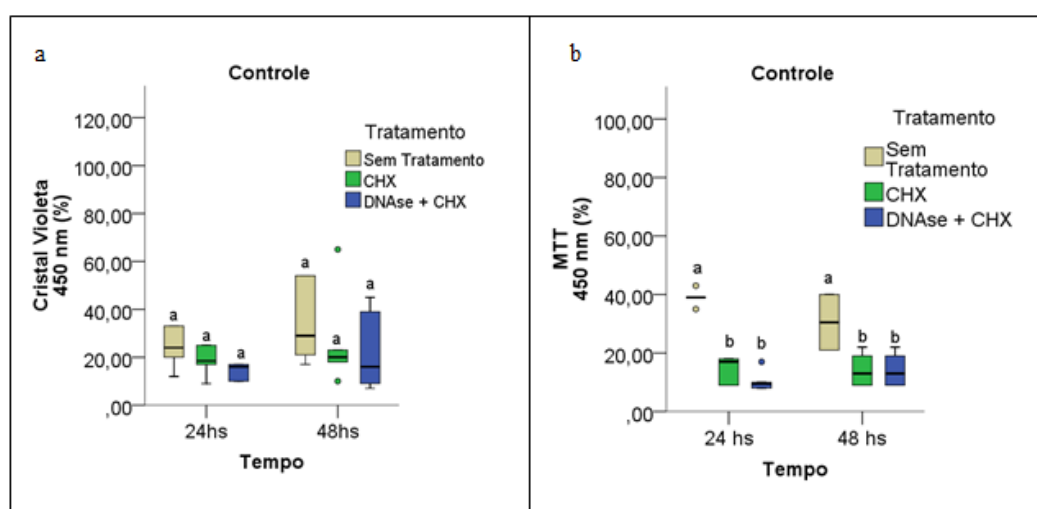 a
Controle
Cristal Violeta
450 nm (%)
120,00
100,00
80,00
60,00
40,00
20,00
,00
Tratamento
Sem Tratamento
CHX
DNAse + CHX
a
a
a
a
a
a
24hs
48hs
Tempo
b
Controle
MTT
450 nm (%)
100,00
80,00
60,00
40,00
20,00
,00
Tratamento
Sem
Tratamento
CHX
DNAse + CHX
a
b
b
a
b
b
24 hs
48 hs
Tempo